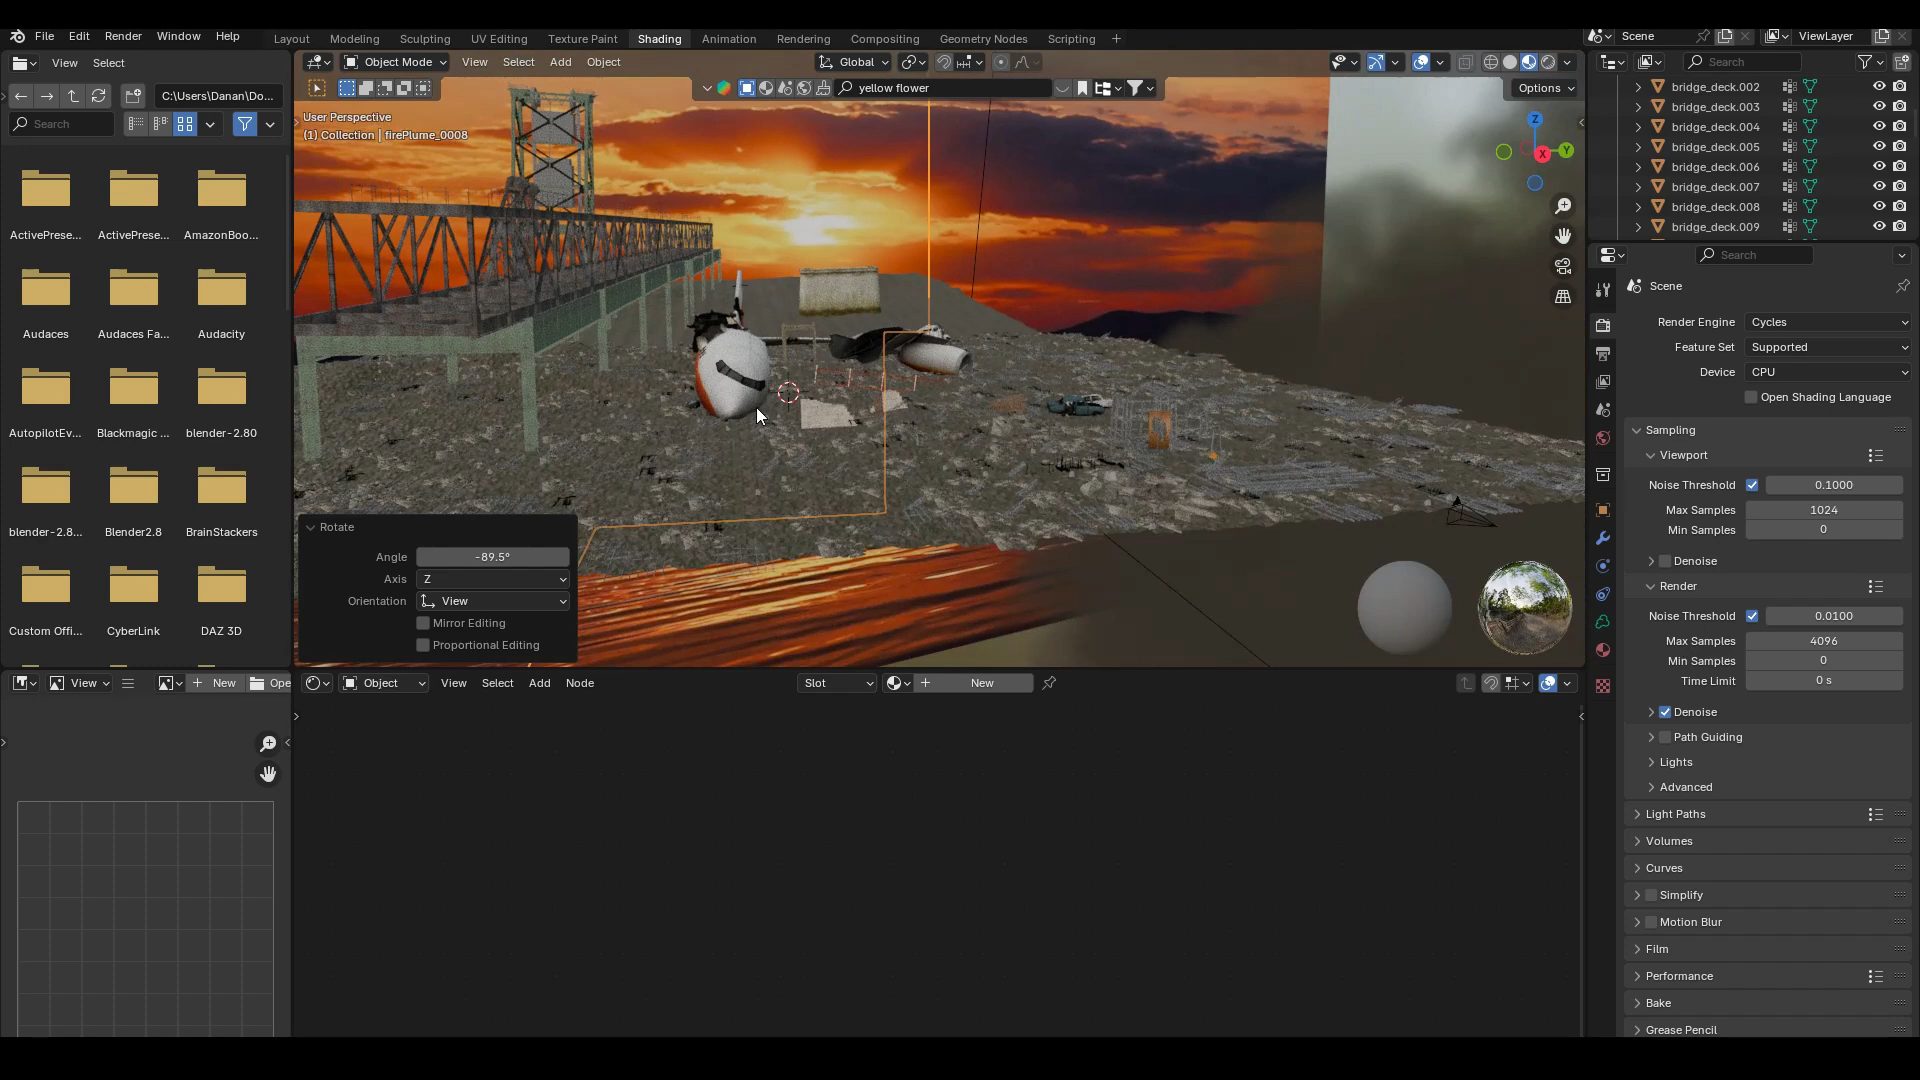 File Edit Render Window Help
Layout Modeling Sculpting UV Editing Texture Paint Shading Animation Rendering Compositing Geometry Nodes Scripting +
Scene
ViewLayer
View Select
Object Mode View Select Add Object
Global
Search
C:\Users\Danan\Do...
Search
yellow flower
Options
User Perspective
(1) Collection | firePlume_0008
Z
X
Y
bridge_deck.002
bridge_deck.003
bridge_deck.004
bridge_deck.005
bridge_deck.006
bridge_deck.007
bridge_deck.008
bridge_deck.009
ActivePrese...
ActivePrese...
AmazonBoo...
Audaces
Audaces Fa...
Audacity
AutopilotEv...
Blackmagic ...
blender-2.80
blender-2.8...
Blender2.8
BrainStackers
Custom Offi...
CyberLink
DAZ 3D
Search
Scene
Render Engine Cycles
Feature Set Supported
Device CPU
Open Shading Language
Sampling
Viewport
Noise Threshold 0.1000
Max Samples 1024
Min Samples 0
Denoise
Render
Noise Threshold 0.0100
Max Samples 4096
Min Samples 0
Time Limit 0 s
Denoise
Path Guiding
Lights
Advanced
Light Paths
Volumes
Curves
Simplify
Motion Blur
Film
Performance
Bake
Grease Pencil
Rotate
Angle -89.5°
Axis Z
Orientation View
Mirror Editing
Proportional Editing
View
New
Ope
Object View Select Add Node
Slot
New